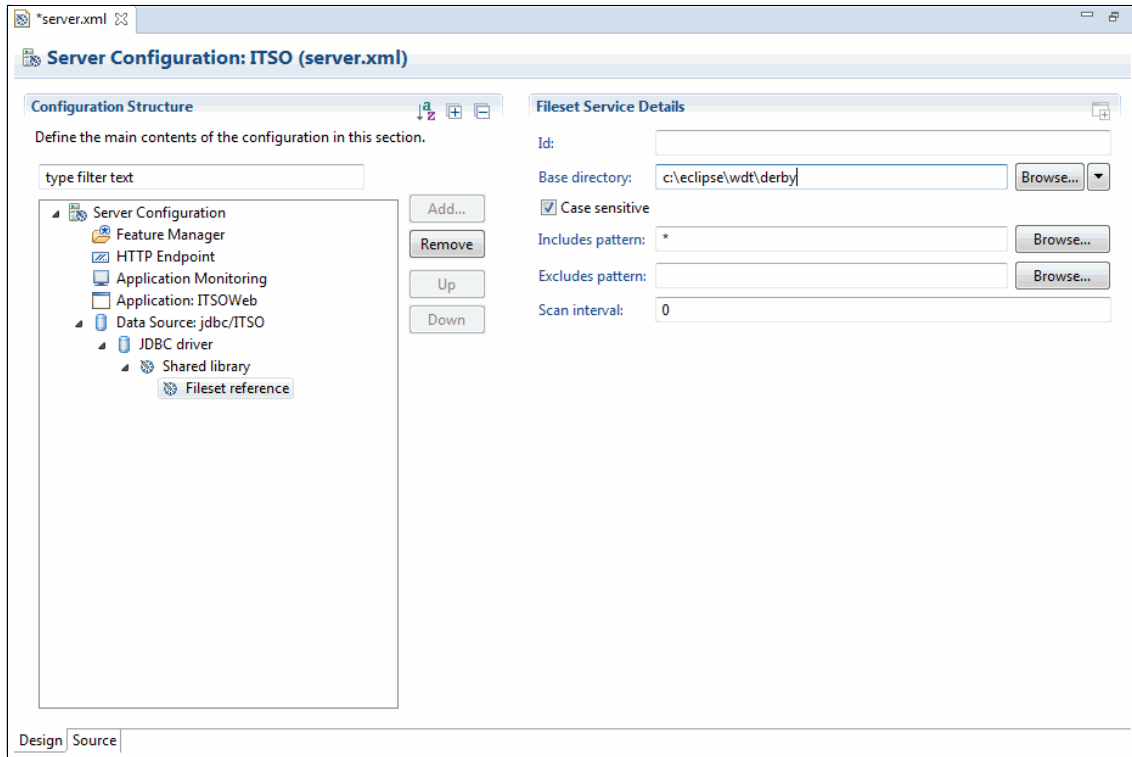 *server.xml
Server Configuration: ITSO (server.xml)
Configuration Structure
Define the main contents of the configuration in this section.
type filter text
Server Configuration
Feature Manager
HTTP Endpoint
Application Monitoring
Application: ITSOWeb
Data Source: jdbc/ITSO
JDBC driver
Shared library
Fileset reference
Add...
Remove
Up
Down
Fileset Service Details
Id:
Base directory: c:\eclipse\wdt\derby Browse...
Case sensitive
Includes pattern: * Browse...
Excludes pattern: Browse...
Scan interval: 0
Design Source